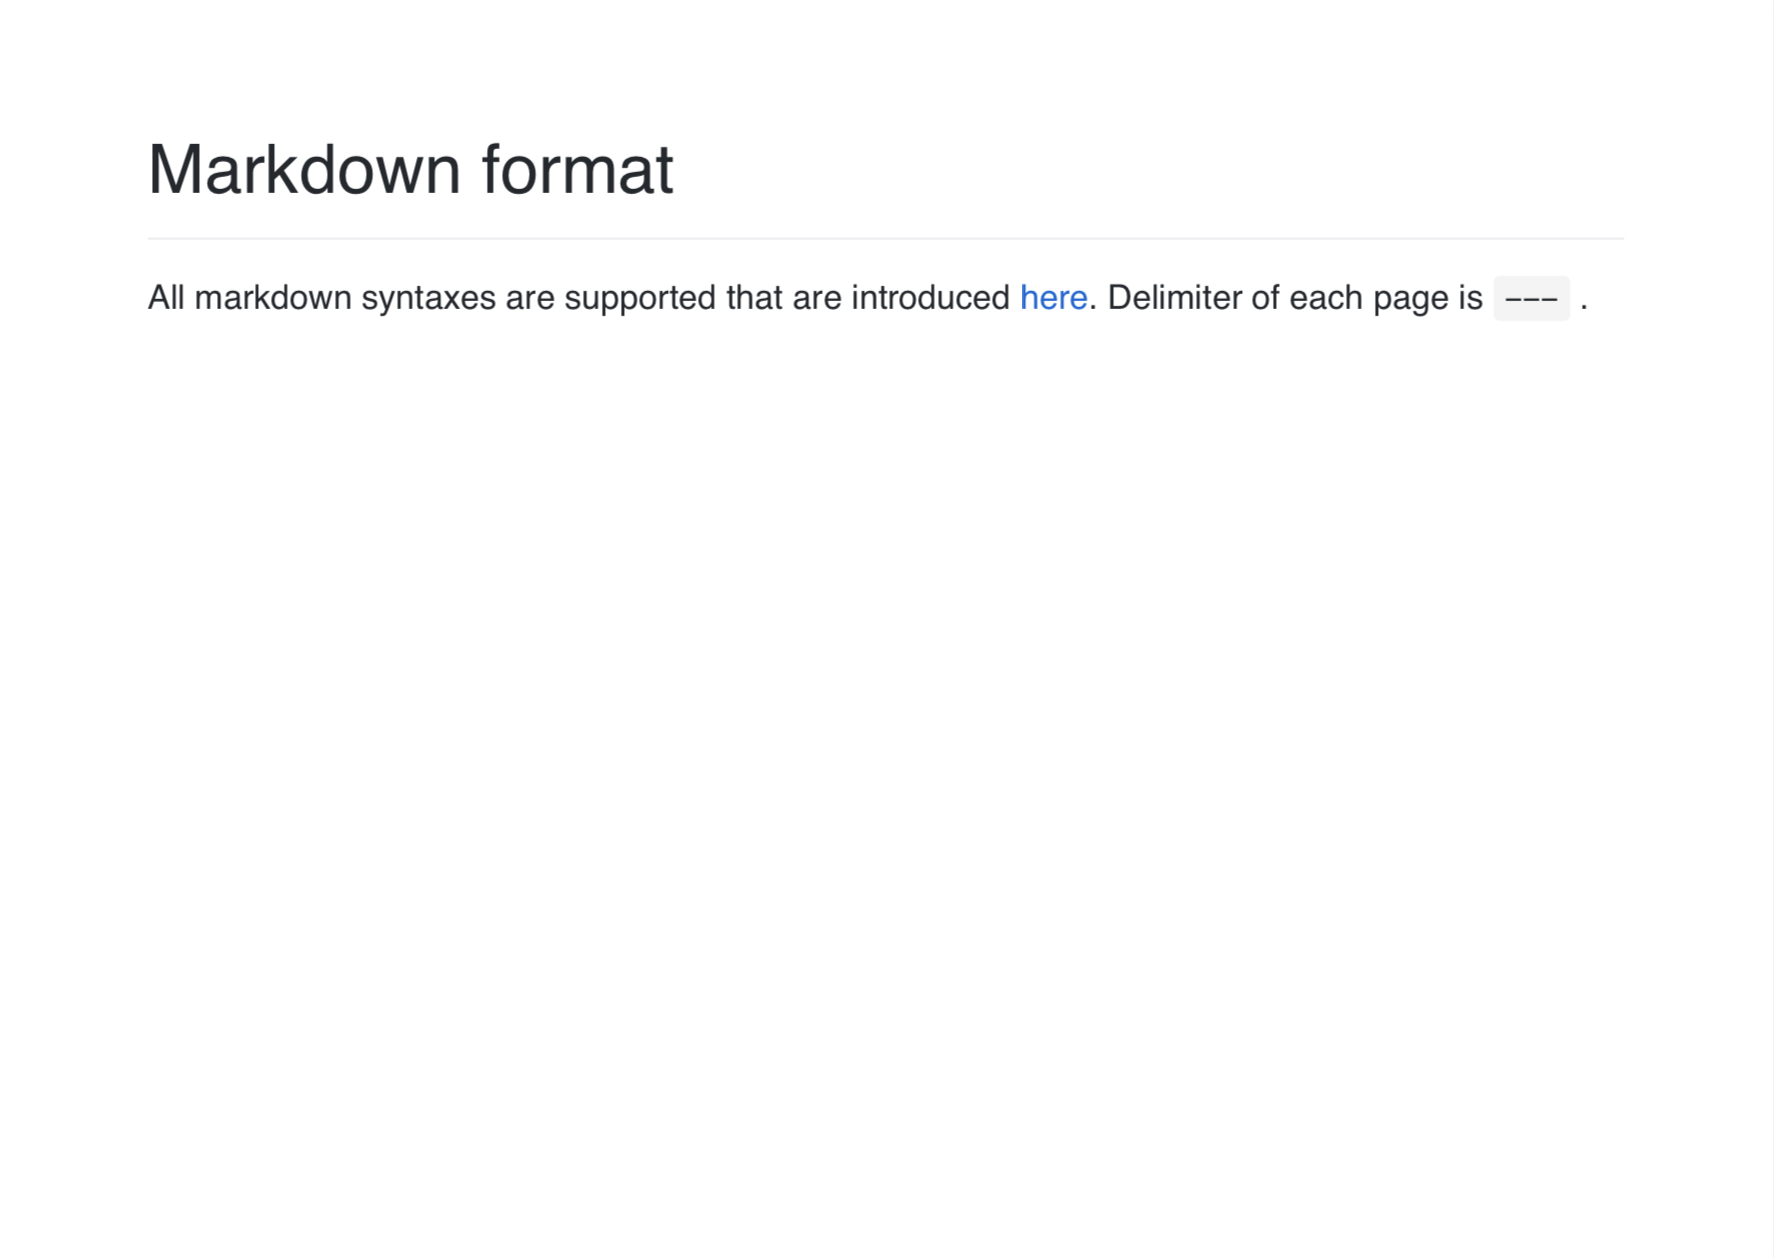 Markdown format
All markdown syntaxes are supported that are introduced here. Delimiter of each page is --- .